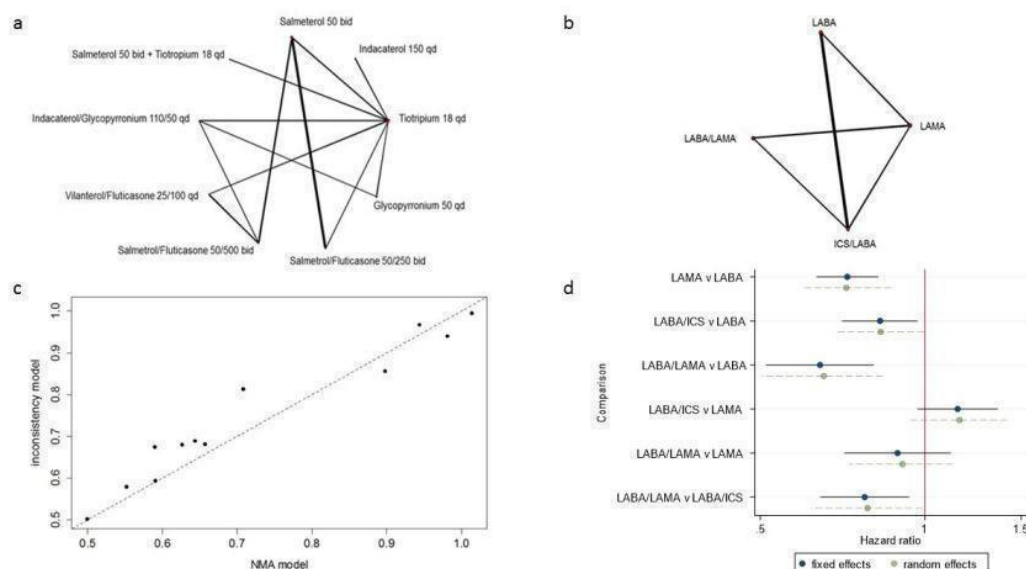 a
Salmeterol 50 bid
Salmeterol 50 bid + Tiotropium 18 qd
Indacaterol 150 qd
Indacaterol/Glycopyrronium 110/50 qd
Tiotripium 18 qd
Vilanterol/Fluticasone 25/100 qd
Glycopyrronium 50 qd
Salmetrol/Fluticasone 50/500 bid
Salmetrol/Fluticasone 50/250 bid
b
LABA
LAMA
LABA/LAMA
ICS/LABA
c
inconsistency model
1.0
0.9
0.8
0.7
0.6
0.5
0.5 0.6 0.7 0.8 0.9 1.0
NMA model
d
Comparison
LAMA v LABA
LABA/ICS v LABA
LABA/LAMA v LABA
LABA/ICS v LAMA
LABA/LAMA v LAMA
LABA/LAMA v LABA/ICS
.5 1 1.5
Hazard ratio
fixed effects random effects